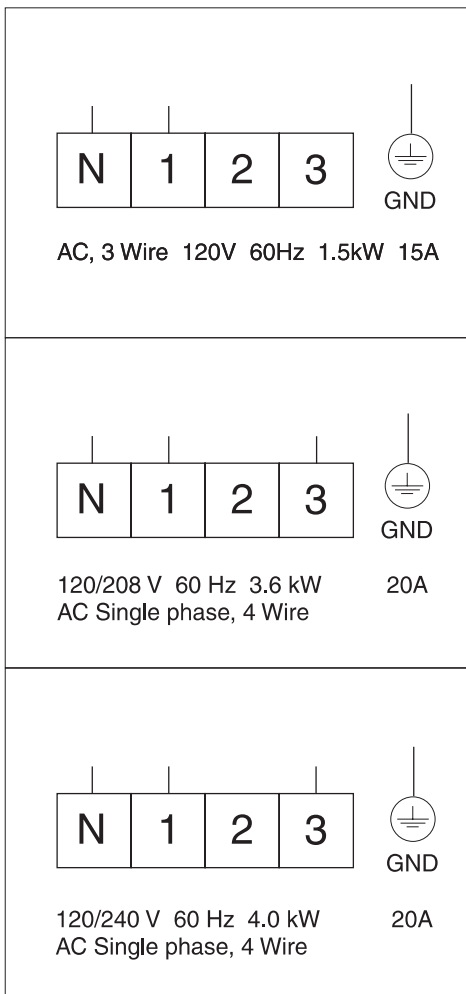 N 1 2 3
GND
AC, 3 Wire 120V 60Hz 1.5kW 15A
N 1 2 3
GND
120/208 V 60 Hz 3.6 kW 20A
AC Single phase, 4 Wire
N 1 2 3
GND
120/240 V 60 Hz 4.0 kW 20A
AC Single phase, 4 Wire